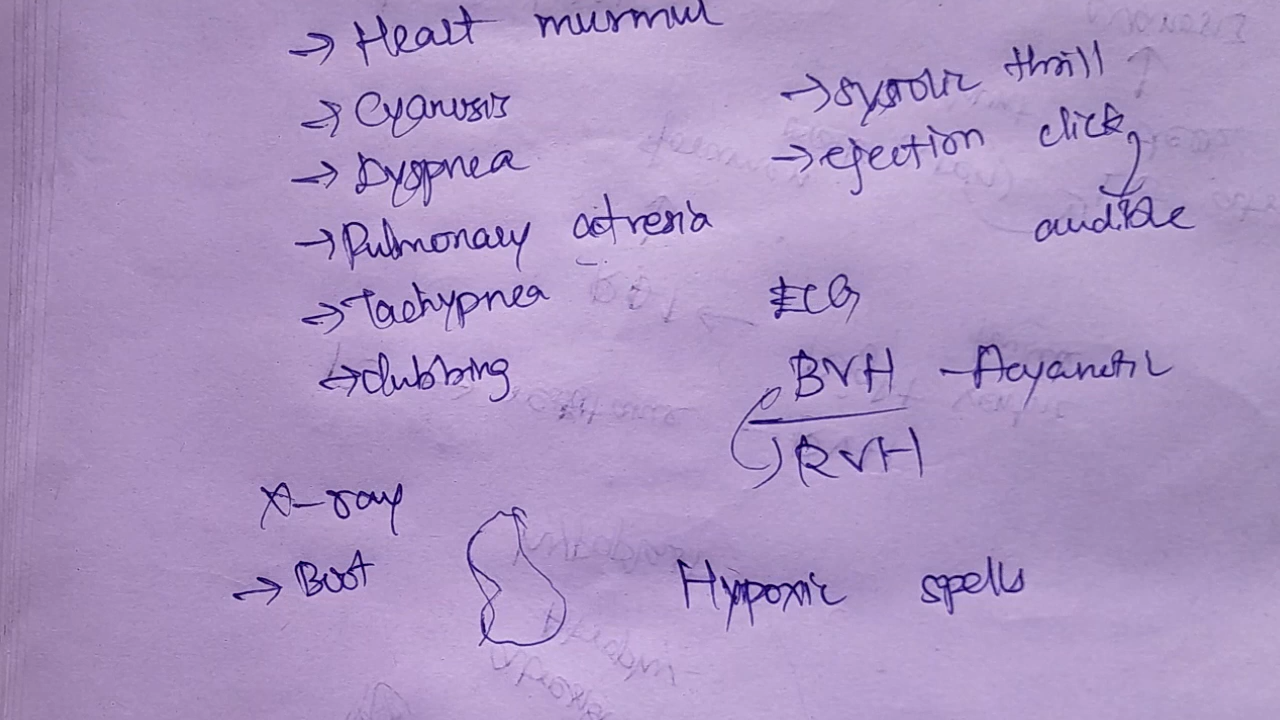 → Heart murmur
→ Cyanosis
→ Dyspnea
→ Pulmonary atresia
→ Tachypnea
→ clubbing
→ systolic thrill
→ ejection click,
audible
ECG
BVH - Acyanotic
RVH
X-ray
→ Boot
Hypoxic spells